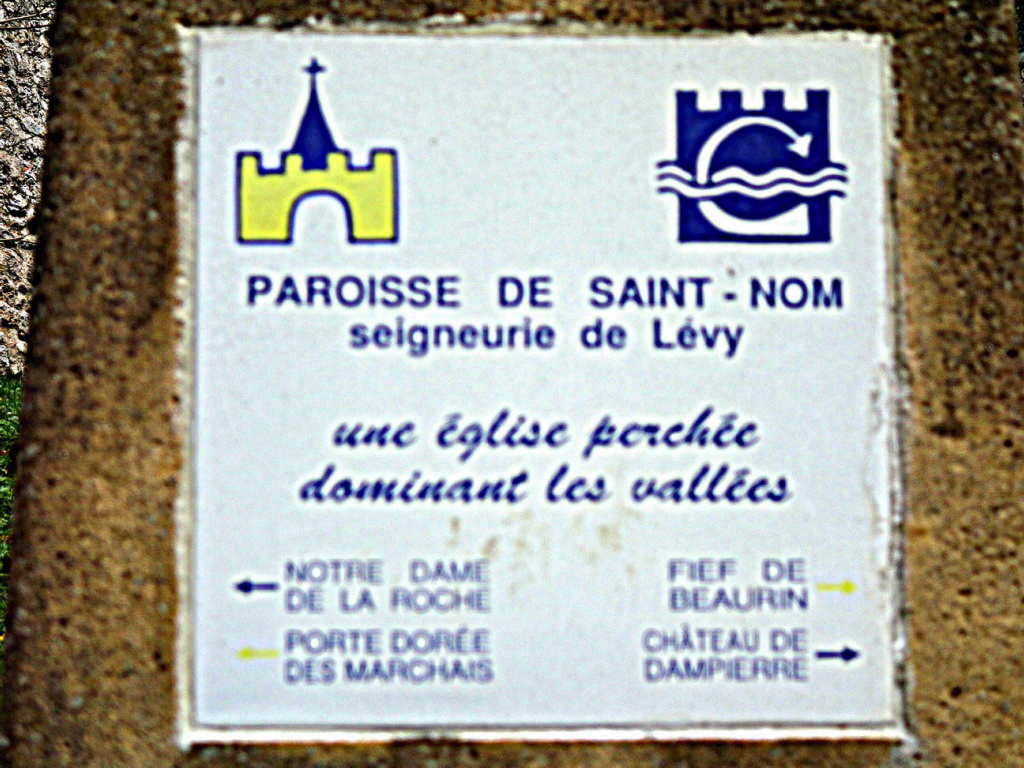 PAROISSE DE SAINT - NOM
seigneurie de Lévy
une église perchée
dominant les vallées
NOTRE DAME
DE LA ROCHE
PORTE DORÉE
DES MARCHAIS
FIEF DE
BEAURIN
CHÂTEAU DE
DAMPIERRE